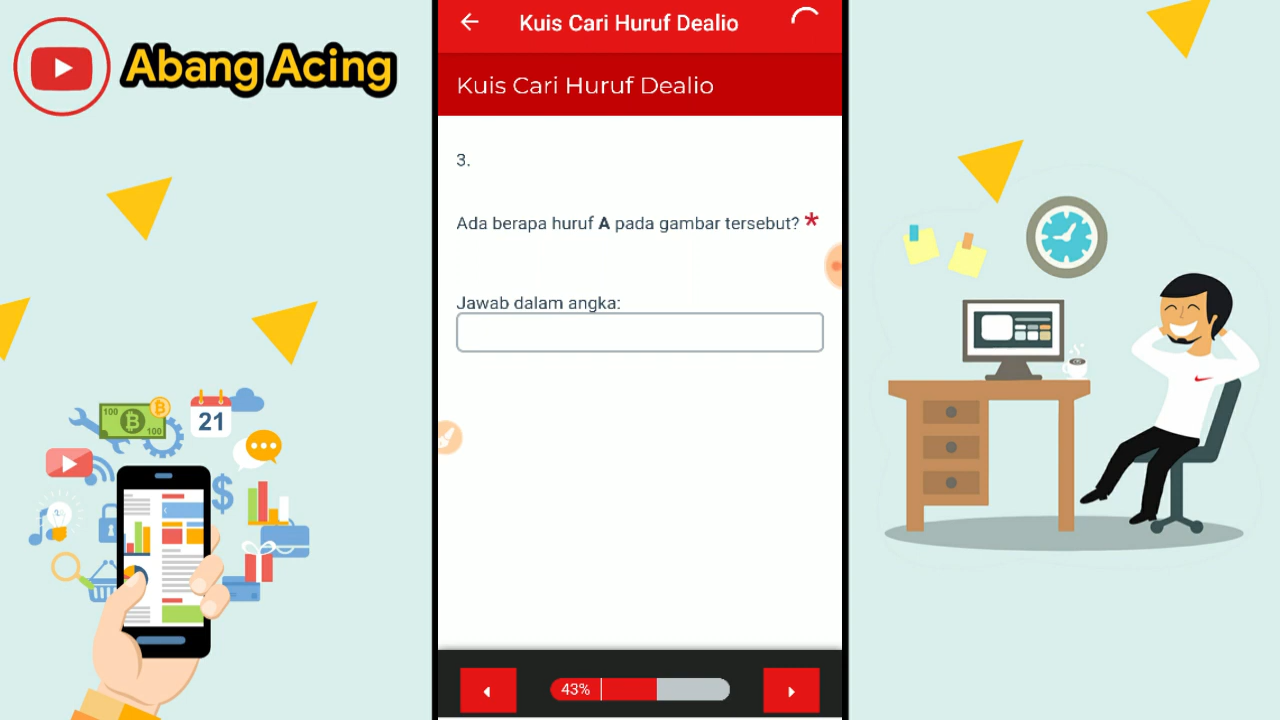 Abang Acing
Kuis Cari Huruf Dealio
Kuis Cari Huruf Dealio
3.
Ada berapa huruf A pada gambar tersebut? *
Jawab dalam angka:
43%
100
100
21